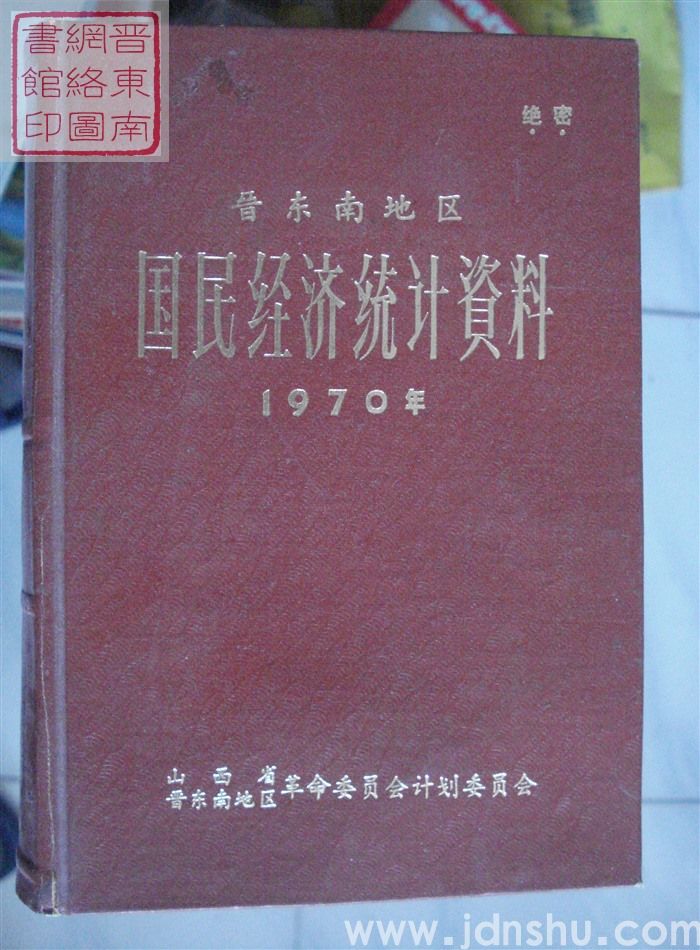 晋東南
網絡圖
書館印
绝密
晋东南地区
国民经济统计資料
1970年
山西省
晋东南地区革命委员会计划委员会
www.jdnshu.com